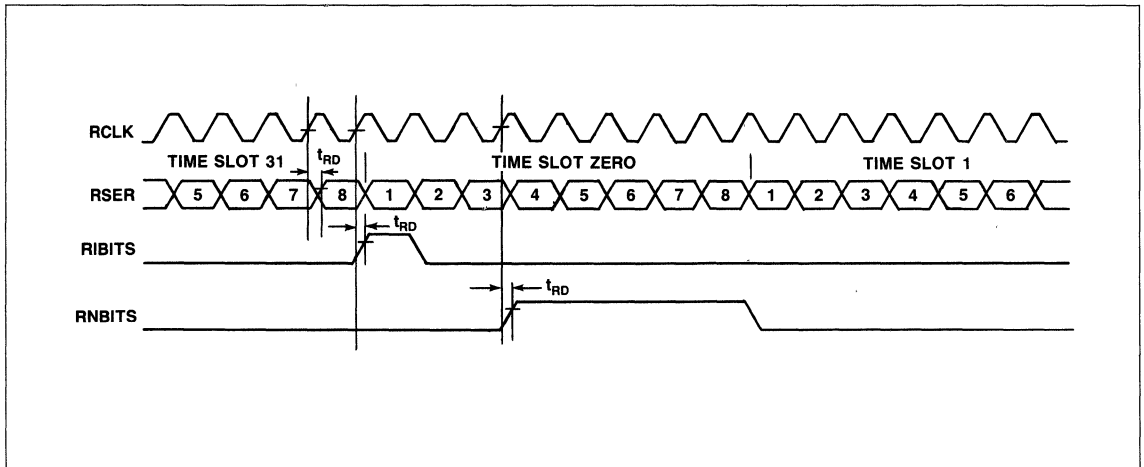 RCLK
TIME SLOT 31 tRD TIME SLOT ZERO TIME SLOT 1
RSER 5 6 7 8 1 2 3 4 5 6 7 8 1 2 3 4 5 6
tRD
RIBITS
tRD
RNBITS